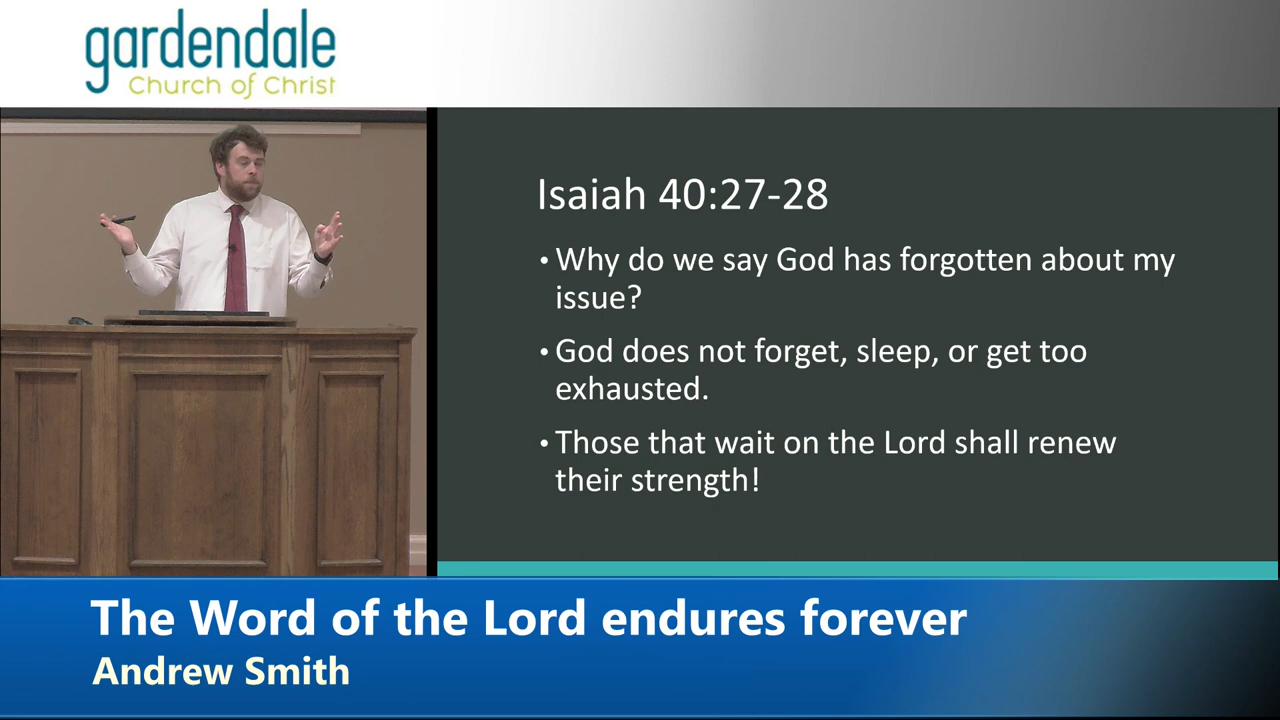 gardendale
Church of Christ
Isaiah 40:27-28
• Why do we say God has forgotten about my
issue?
• God does not forget, sleep, or get too
exhausted.
• Those that wait on the Lord shall renew
their strength!
The Word of the Lord endures forever
Andrew Smith